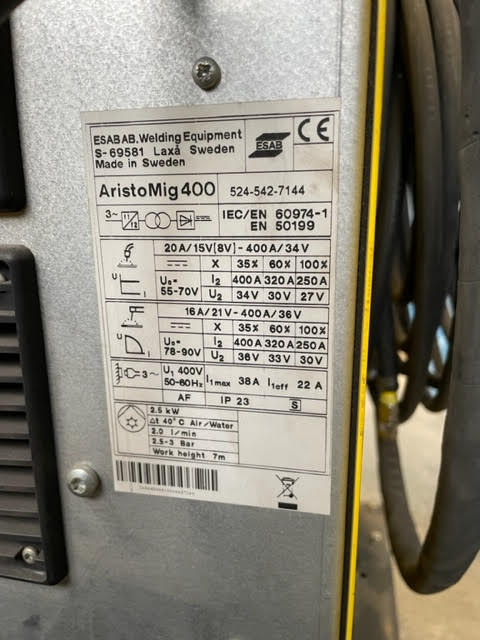 ESAB AB, Welding Equipment
S-69581 Laxå Sweden
Made in Sweden
ESAB
CE
AristoMig 400 524-542-7144
3~ f1 f2 IEC/EN 60974-1
EN 50199
20A/15V(8V)-400A/34V
X 35% 60% 100%
U I U₀= 55-70V I₂ 400A 320A 250A
U₂ 34V 30V 27V
16A/21V-400A/36V
X 35% 60% 100%
U I U₀= 78-90V I₂ 400A 320A 250A
U₂ 36V 33V 30V
3~ U₁ 400V 50-60Hz I₁max 38A I₁eff 22A
AF IP 23 S
2.5 kW
Δt 40°C Air/Water
2.0 l/min
2.5-3 Bar
Work height 7m